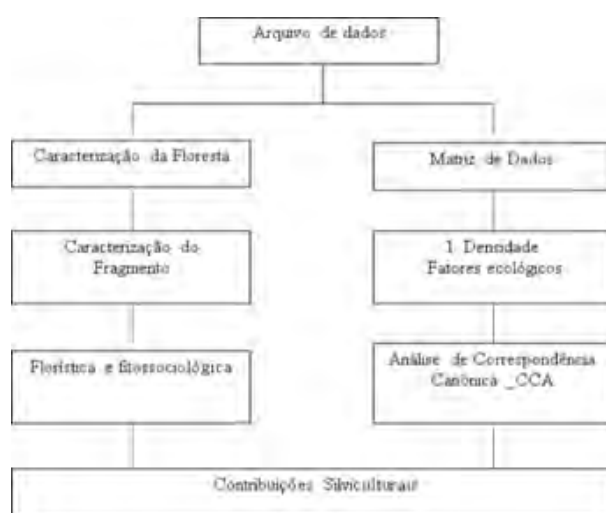 Arquivo de dados
Caracterização da Floresta
Matriz de Dados
Caracterização do
Fragmento
1 Densidade
Fatores ecológicos
Florística e fitossociológica
Análise de Correspondência
Canônica _CCA
Contribuições Silviculturais